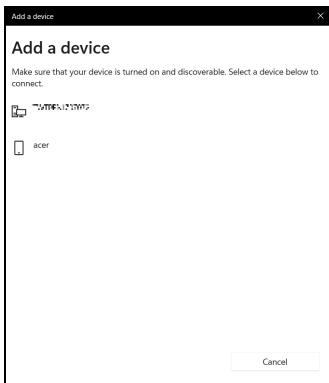 Add a device
Add a device
Make sure that your device is turned on and discoverable. Select a device below to
connect.
acer
Cancel